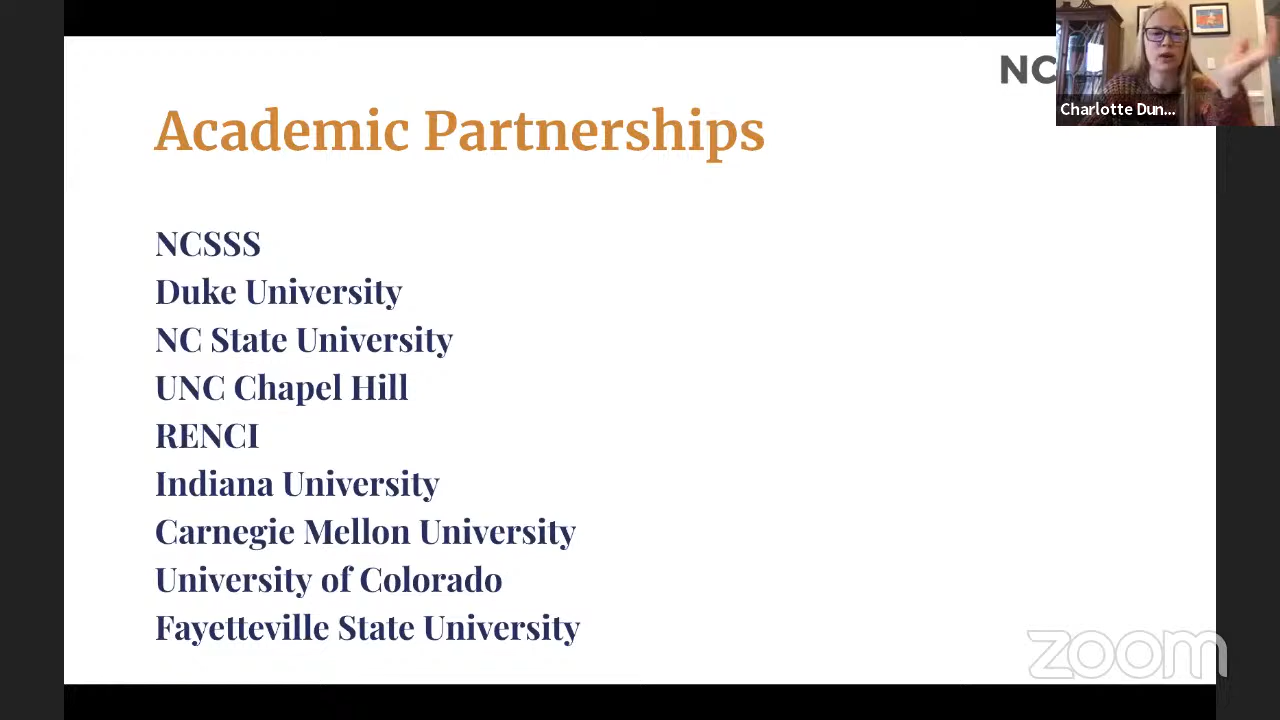 NC
Charlotte Dun...
Academic Partnerships
NCSSS
Duke University
NC State University
UNC Chapel Hill
RENCI
Indiana University
Carnegie Mellon University
University of Colorado
Fayetteville State University
zoom